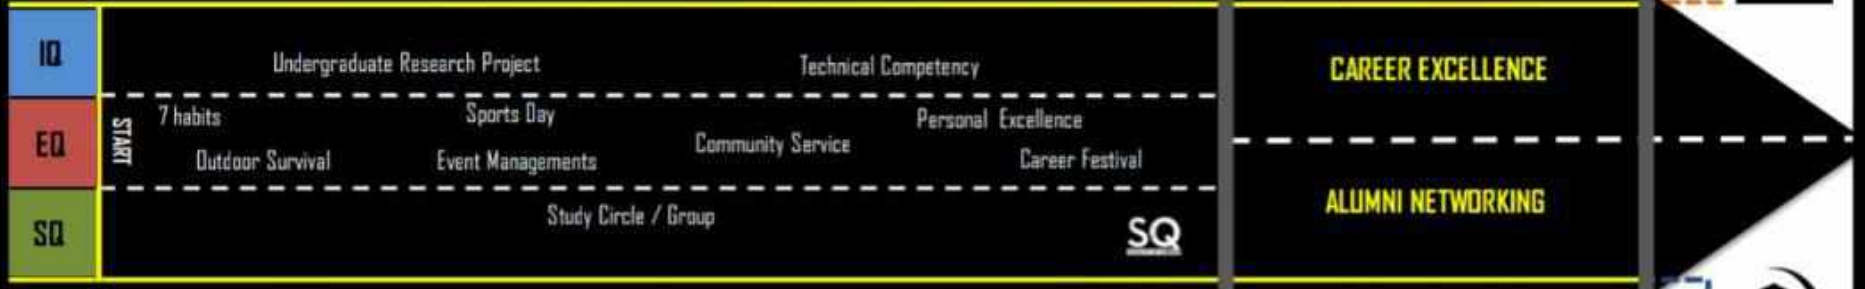 IQ
Undergraduate Research Project
Technical Competency
CAREER EXCELLENCE
EQ
START
7 habits
Sports Day
Personal Excellence
Community Service
Outdoor Survival
Event Managements
Career Festival
SQ
Study Circle / Group
SQ
ALUMNI NETWORKING